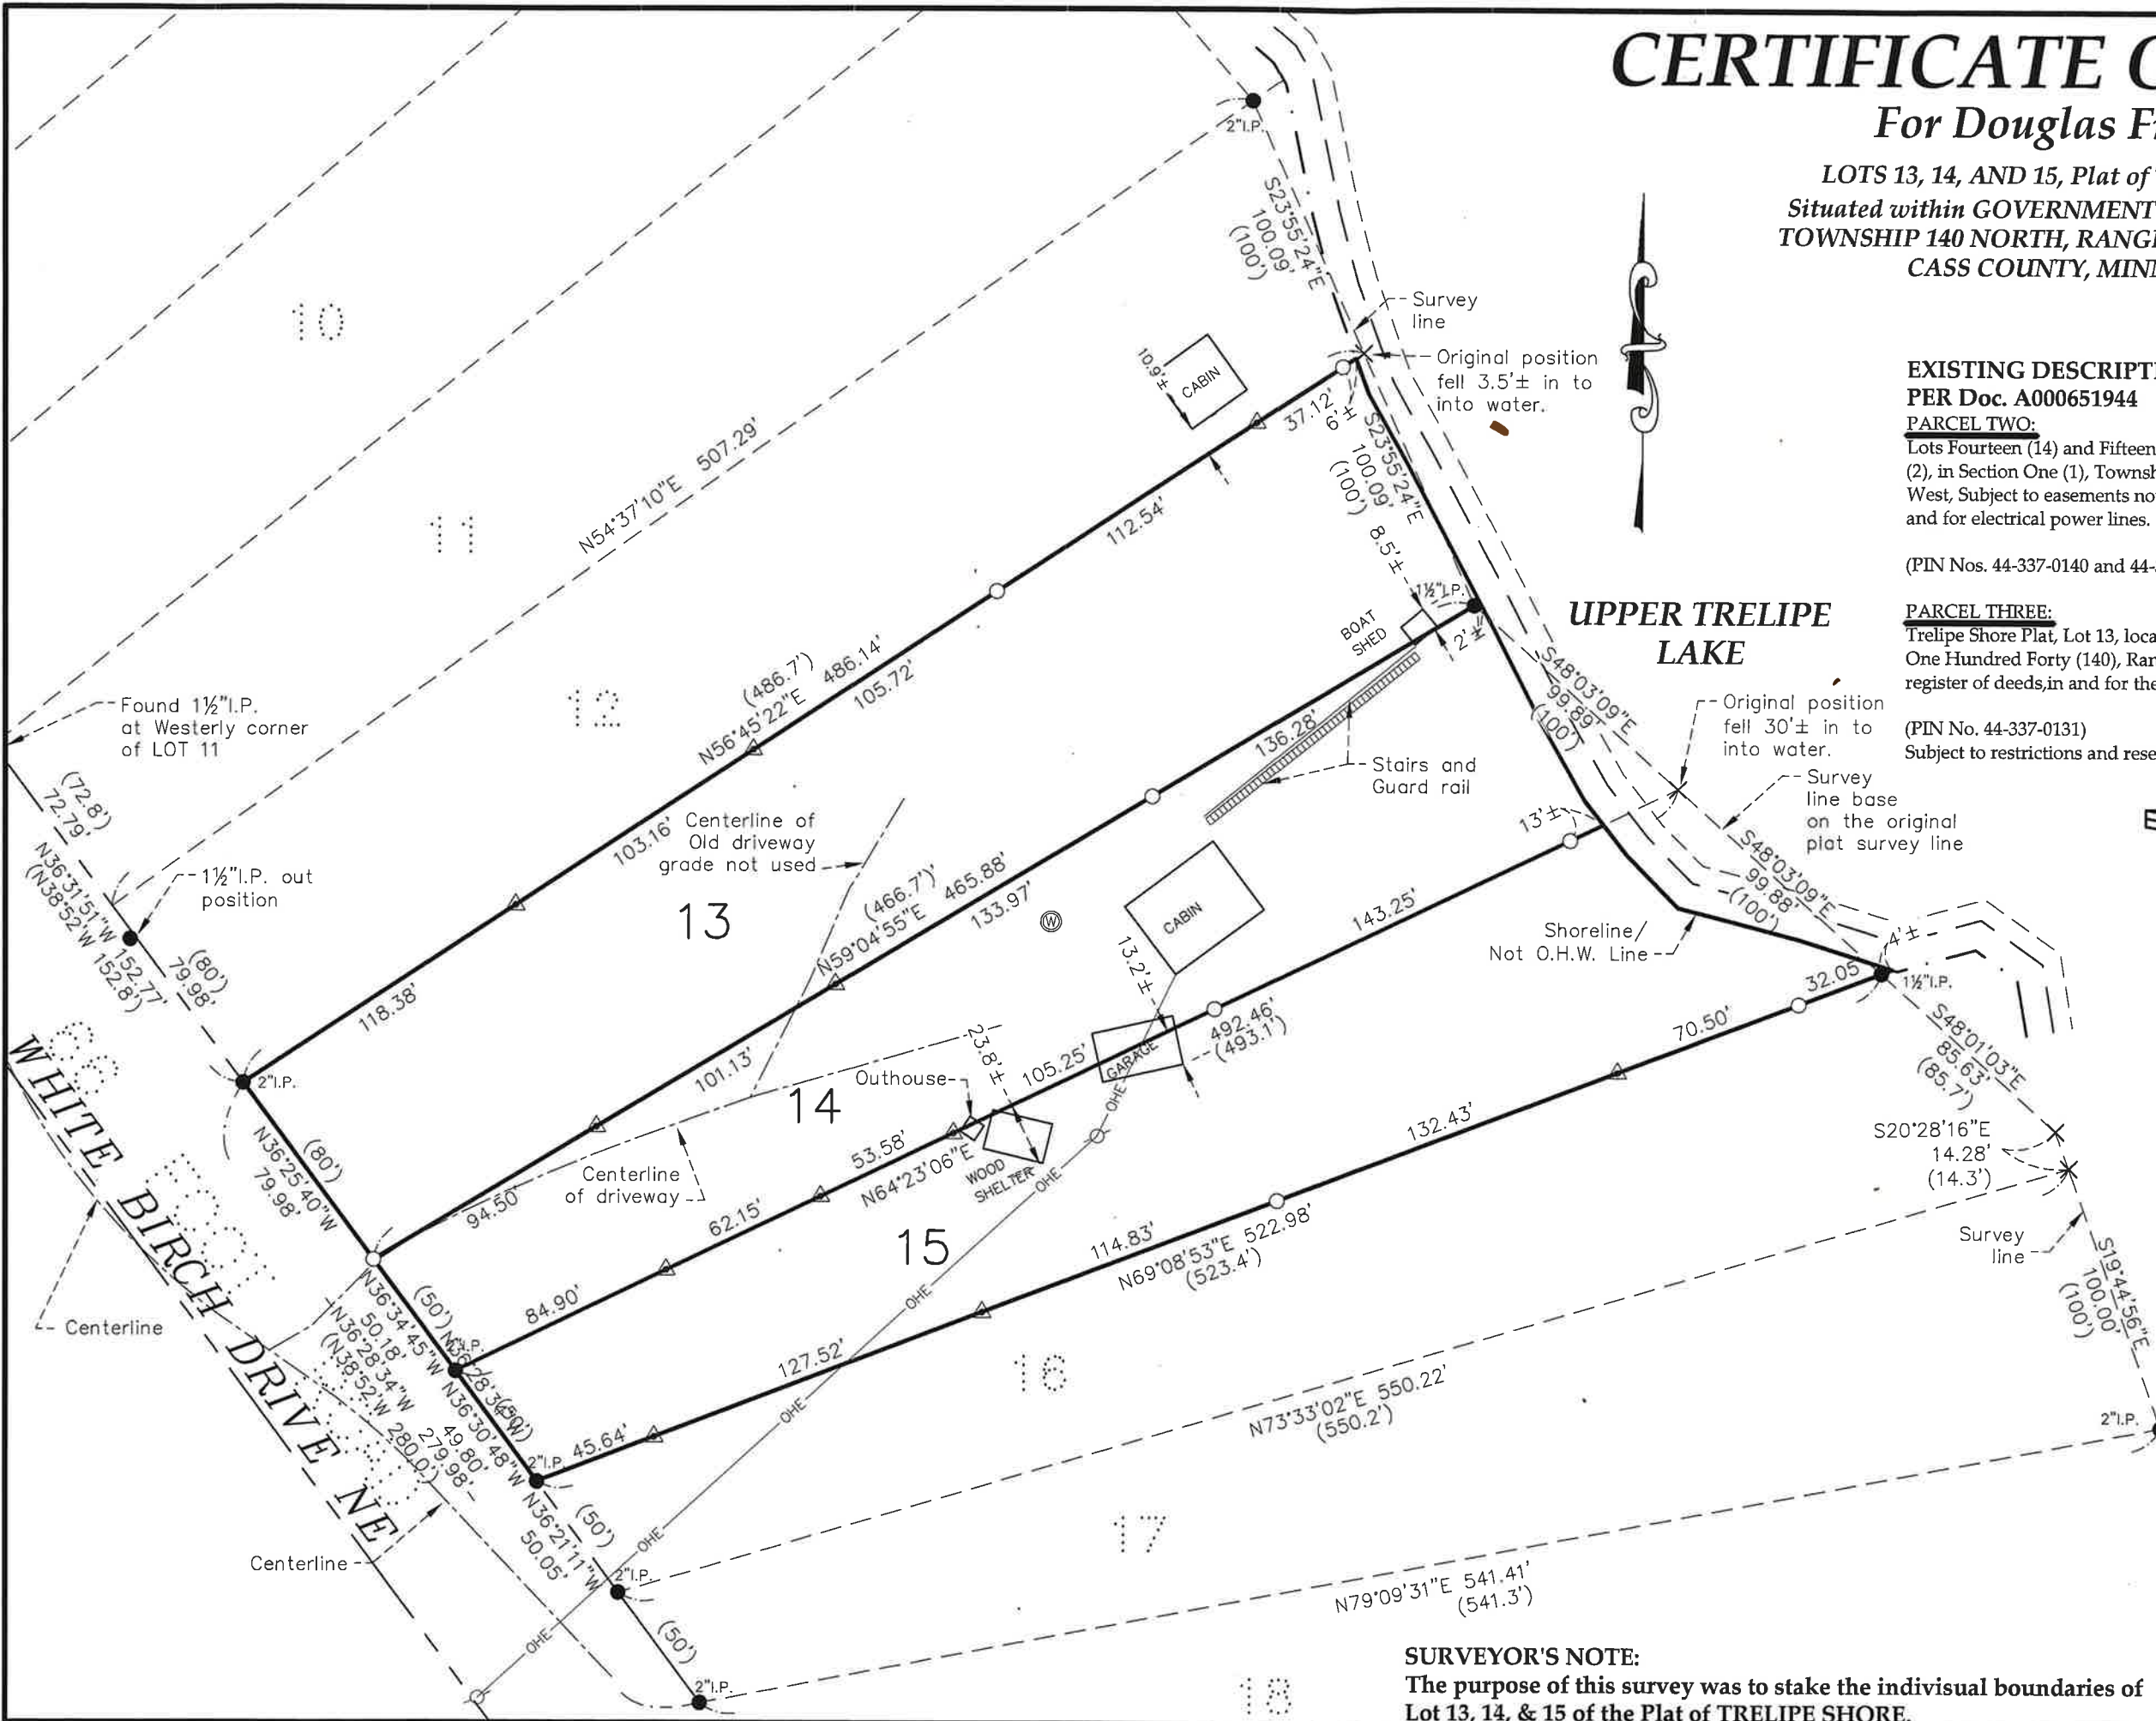 CERTIFICATE
For Douglas
LOTS 13, 14, AND 15, Plat of
Situated within GOVERNMENT
TOWNSHIP 140 NORTH,
CASS COUNTY,
EXISTING
PER Doc. A000651944
PARCEL TWO:
Lots Fourteen (14) and Fifteen
(2), in Section One (1),
West, Subject to easements
and for electrical power lines.
(PIN Nos. 44-337-0140 and
PARCEL THREE:
Trelipe Shore Plat, Lot 13,
One Hundred Forty (140),
register of deeds,in and for the
(PIN No. 44-337-0131)
Subject to restrictions and
UPPER TRELIPE
LAKE
2"I.P.
S23°55'24"E
100.09'
(100')
Survey
line
Original position
fell 3.5'± in to
into water.
10.9'±
CABIN
37.12'
6'±
S23°55'24"E
100.09'
(100')
8.5'±
1½"I.P.
BOAT
SHED
2'±
10
11
12
13
14
15
16
17
18
N54°37'10"E 507.29'
112.54'
(486.7')
N56°45'22"E 486.14'
105.72'
103.16'
118.38'
Found 1½"I.P.
at Westerly corner
of LOT 11
(72.8')
72.79'
N36°31'51"W 152.77'
(N38°52'W 152.8')
1½"I.P. out
position
(80')
79.98'
2"I.P.
Centerline of
Old driveway
grade not used
136.28'
(466.7')
N59°04'55"E 465.88'
133.97'
101.13'
94.50'
Stairs and
Guard rail
S48°03'09"E
99.89'
(100')
Original position
fell 30'± in to
into water.
Survey
line base
on the original
plat survey line
S48°03'09"E
99.88'
(100')
13'±
Shoreline/
Not O.H.W. Line
4'±
1½"I.P.
32.05'
W
CABIN
13.2'±
143.25'
492.46'
(493.1')
GARAGE
105.25'
23.8'±
Outhouse
53.58'
N64°23'06"E
WOOD
SHELTER
62.15'
84.90'
Centerline
of driveway
OHE
OHE
OHE
OHE
OHE
OHE
70.50'
132.43'
114.83'
N69°08'53"E 522.98'
(523.4')
127.52'
45.64'
S48°01'03"E
85.63'
(85.7')
S20°28'16"E
14.28'
(14.3')
Survey
line
S19°44'56"E
100.00'
(100')
2"I.P.
N73°33'02"E 550.22'
(550.2')
N79°09'31"E 541.41'
(541.3')
WHITE BIRCH DRIVE NE
66
FOOT
Centerline
(80')
N36°25'40"W
79.98'
(50')
N36°34'45"W
50.18'
N36°28'34"W
279.98'
(N38°52'W 280.0')
(50')
N36°30'48"W
49.80'
2"I.P.
(50')
N36°21'11"W
50.05'
2"I.P.
(50')
2"I.P.
Centerline
SURVEYOR'S NOTE:
The purpose of this survey was to stake the indivisual boundaries of
Lot 13, 14, & 15 of the Plat of TRELIPE SHORE.